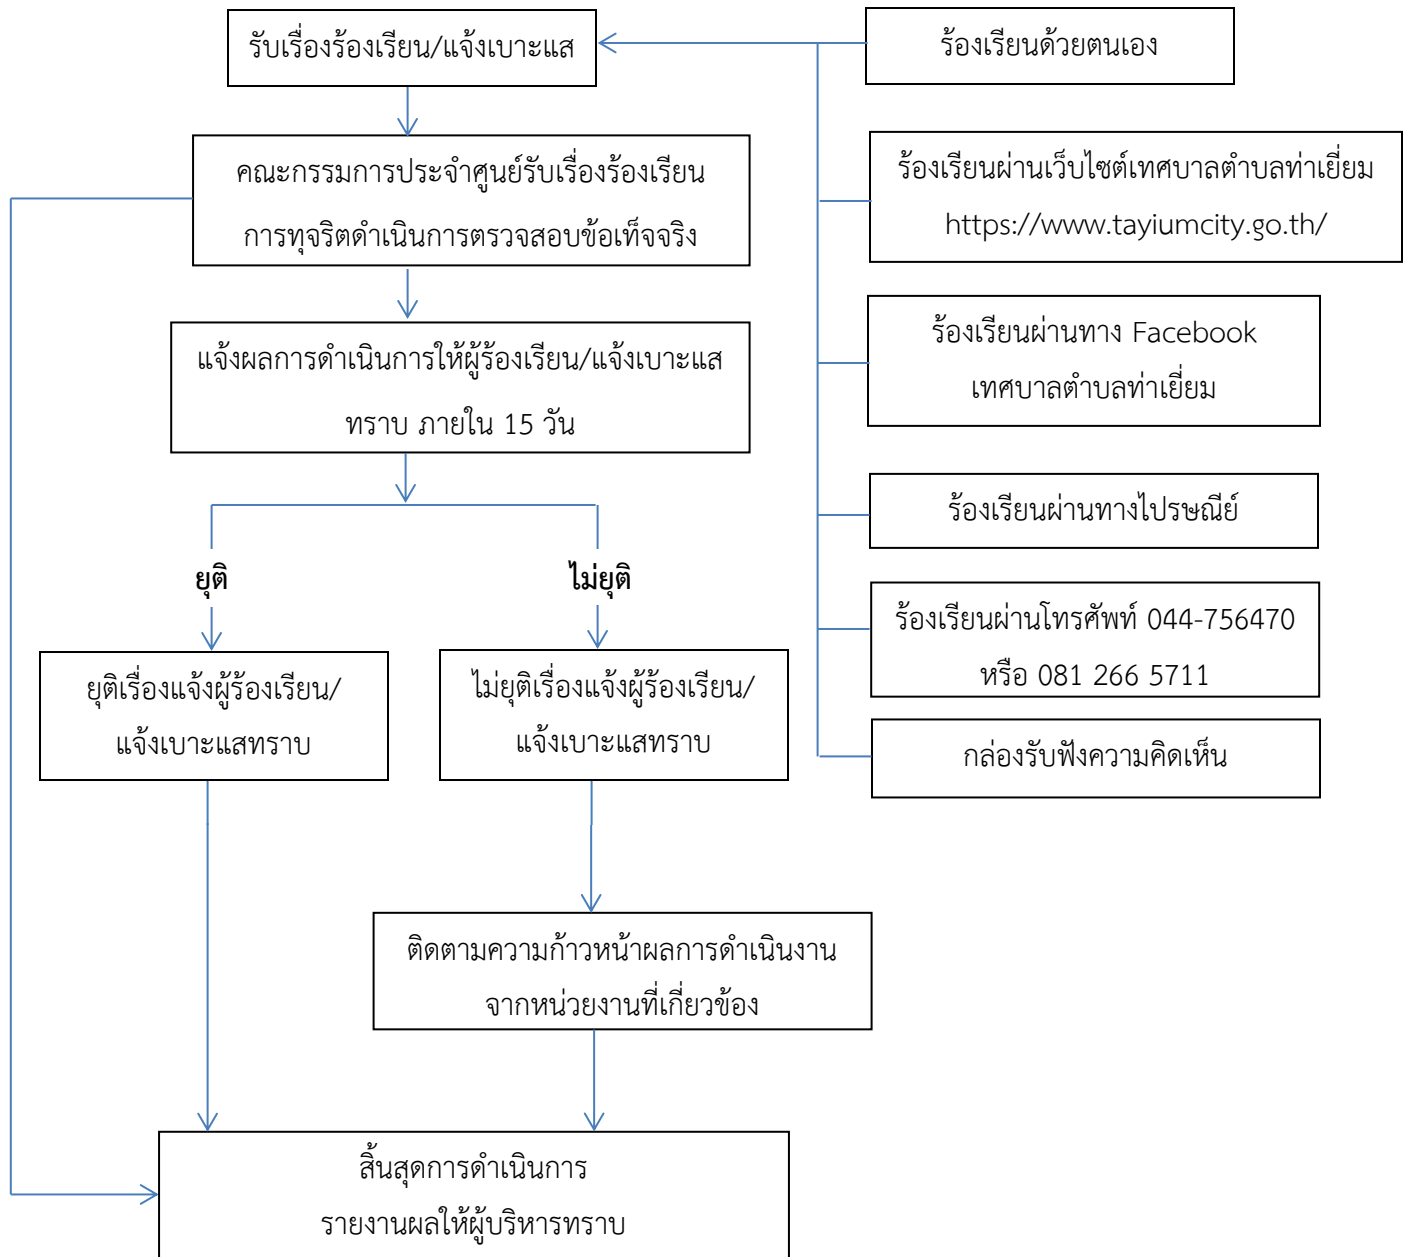 รับเรื่องร้องเรียน/แจ้งเบาะแส
คณะกรรมการประจำศูนย์รับเรื่องร้องเรียน
การทุจริตดำเนินการตรวจสอบข้อเท็จจริง
แจ้งผลการดำเนินการให้ผู้ร้องเรียน/แจ้งเบาะแส
ทราบ ภายใน 15 วัน
ยุติ
ไม่ยุติ
ยุติเรื่องแจ้งผู้ร้องเรียน/
แจ้งเบาะแสทราบ
ไม่ยุติเรื่องแจ้งผู้ร้องเรียน/
แจ้งเบาะแสทราบ
ติดตามความก้าวหน้าผลการดำเนินงาน
จากหน่วยงานที่เกี่ยวข้อง
สิ้นสุดการดำเนินการ
รายงานผลให้ผู้บริหารทราบ
ร้องเรียนด้วยตนเอง
ร้องเรียนผ่านเว็บไซต์เทศบาลตำบลท่าเยี่ยม
https://www.tayiumcity.go.th/
ร้องเรียนผ่านทาง Facebook
เทศบาลตำบลท่าเยี่ยม
ร้องเรียนผ่านทางไปรษณีย์
ร้องเรียนผ่านโทรศัพท์ 044-756470
หรือ 081 266 5711
กล่องรับฟังความคิดเห็น